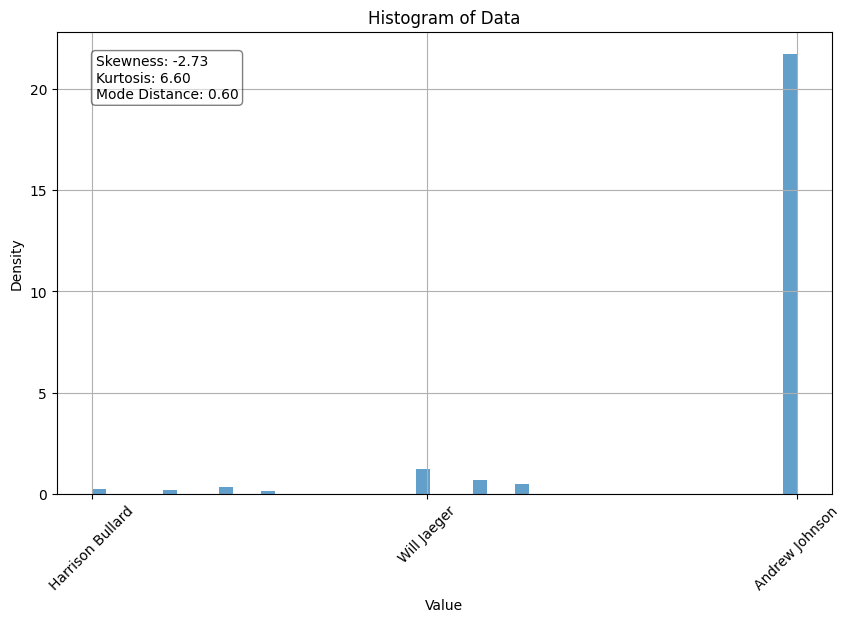 Histogram of Data
Skewness: -2.73
Kurtosis: 6.60
Mode Distance: 0.60
20
15
10
5
0
Density
Harrison Bullard
Will Jaeger
Andrew Johnson
Value